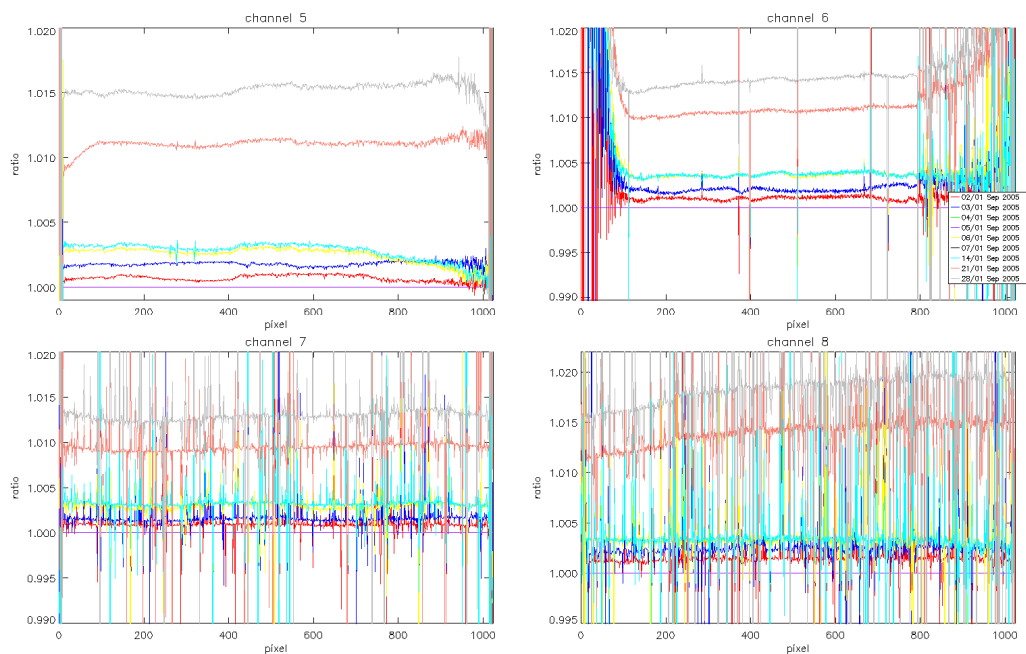 channel 5
1.020
1.015
1.010
1.005
1.000
ratio
0 200 400 600 800 1000
pixel
channel 6
1.020
1.015
1.010
1.005
1.000
0.995
0.990
ratio
02/01 Sep 2005
03/01 Sep 2005
04/01 Sep 2005
05/01 Sep 2005
06/01 Sep 2005
07/01 Sep 2005
14/01 Sep 2005
21/01 Sep 2005
28/01 Sep 2005
0 200 400 600 800 1000
pixel
channel 7
1.020
1.015
1.010
1.005
1.000
0.995
0.990
ratio
0 200 400 600 800 1000
pixel
channel 8
1.020
1.015
1.010
1.005
1.000
0.995
ratio
0 200 400 600 800 1000
pixel